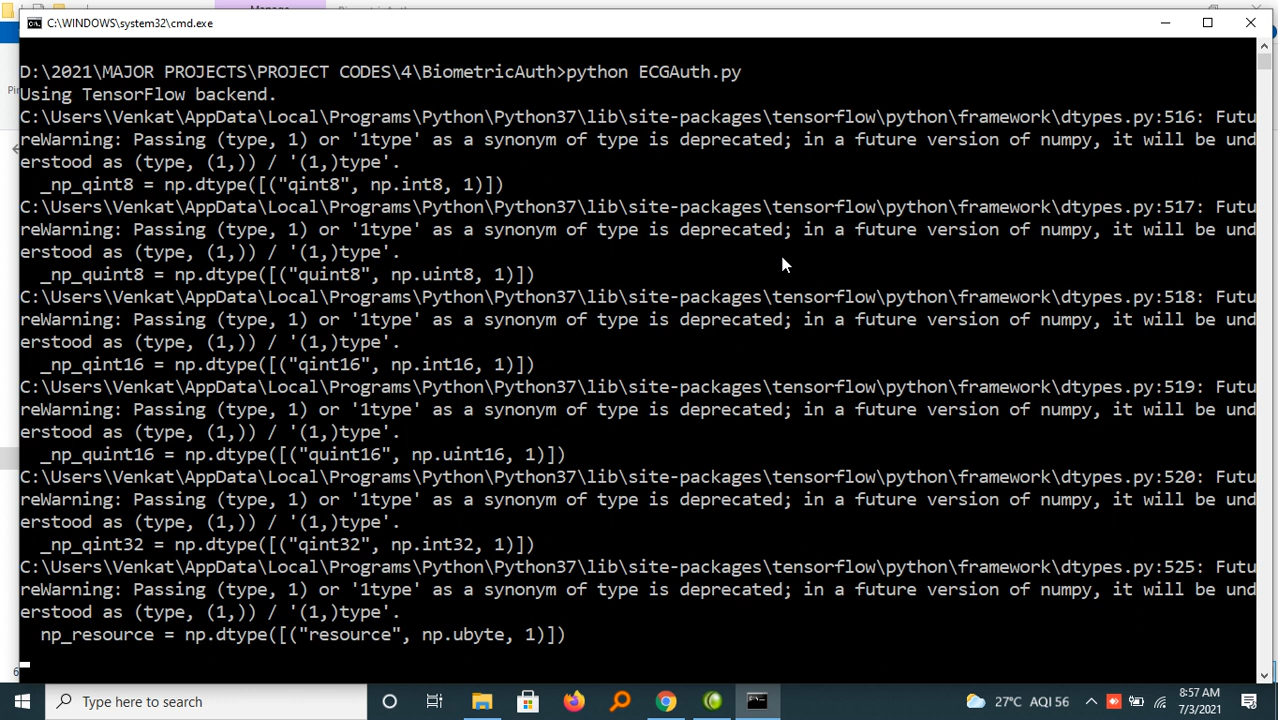 C:\WINDOWS\system32\cmd.exe
D:\2021\MAJOR PROJECTS\PROJECT CODES\4\BiometricAuth>python ECGAuth.py
Using TensorFlow backend.
C:\Users\Venkat\AppData\Local\Programs\Python\Python37\lib\site-packages\tensorflow\python\framework\dtypes.py:516: Futu
reWarning: Passing (type, 1) or '1type' as a synonym of type is deprecated; in a future version of numpy, it will be und
erstood as (type, (1,)) / '(1,)type'.
_np_qint8 = np.dtype([("qint8", np.int8, 1)])
C:\Users\Venkat\AppData\Local\Programs\Python\Python37\lib\site-packages\tensorflow\python\framework\dtypes.py:517: Futu
reWarning: Passing (type, 1) or '1type' as a synonym of type is deprecated; in a future version of numpy, it will be und
erstood as (type, (1,)) / '(1,)type'.
_np_quint8 = np.dtype([("quint8", np.uint8, 1)])
C:\Users\Venkat\AppData\Local\Programs\Python\Python37\lib\site-packages\tensorflow\python\framework\dtypes.py:518: Futu
reWarning: Passing (type, 1) or '1type' as a synonym of type is deprecated; in a future version of numpy, it will be und
erstood as (type, (1,)) / '(1,)type'.
_np_qint16 = np.dtype([("qint16", np.int16, 1)])
C:\Users\Venkat\AppData\Local\Programs\Python\Python37\lib\site-packages\tensorflow\python\framework\dtypes.py:519: Futu
reWarning: Passing (type, 1) or '1type' as a synonym of type is deprecated; in a future version of numpy, it will be und
erstood as (type, (1,)) / '(1,)type'.
_np_quint16 = np.dtype([("quint16", np.uint16, 1)])
C:\Users\Venkat\AppData\Local\Programs\Python\Python37\lib\site-packages\tensorflow\python\framework\dtypes.py:520: Futu
reWarning: Passing (type, 1) or '1type' as a synonym of type is deprecated; in a future version of numpy, it will be und
erstood as (type, (1,)) / '(1,)type'.
_np_qint32 = np.dtype([("qint32", np.int32, 1)])
C:\Users\Venkat\AppData\Local\Programs\Python\Python37\lib\site-packages\tensorflow\python\framework\dtypes.py:525: Futu
reWarning: Passing (type, 1) or '1type' as a synonym of type is deprecated; in a future version of numpy, it will be und
erstood as (type, (1,)) / '(1,)type'.
np_resource = np.dtype([("resource", np.ubyte, 1)])
Type here to search
27°C AQI 56
8:57 AM
7/3/2021